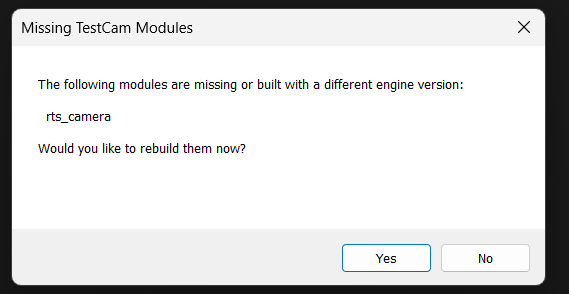 Missing TestCam Modules
The following modules are missing or built with a different engine version:
rts_camera
Would you like to rebuild them now?
Yes
No